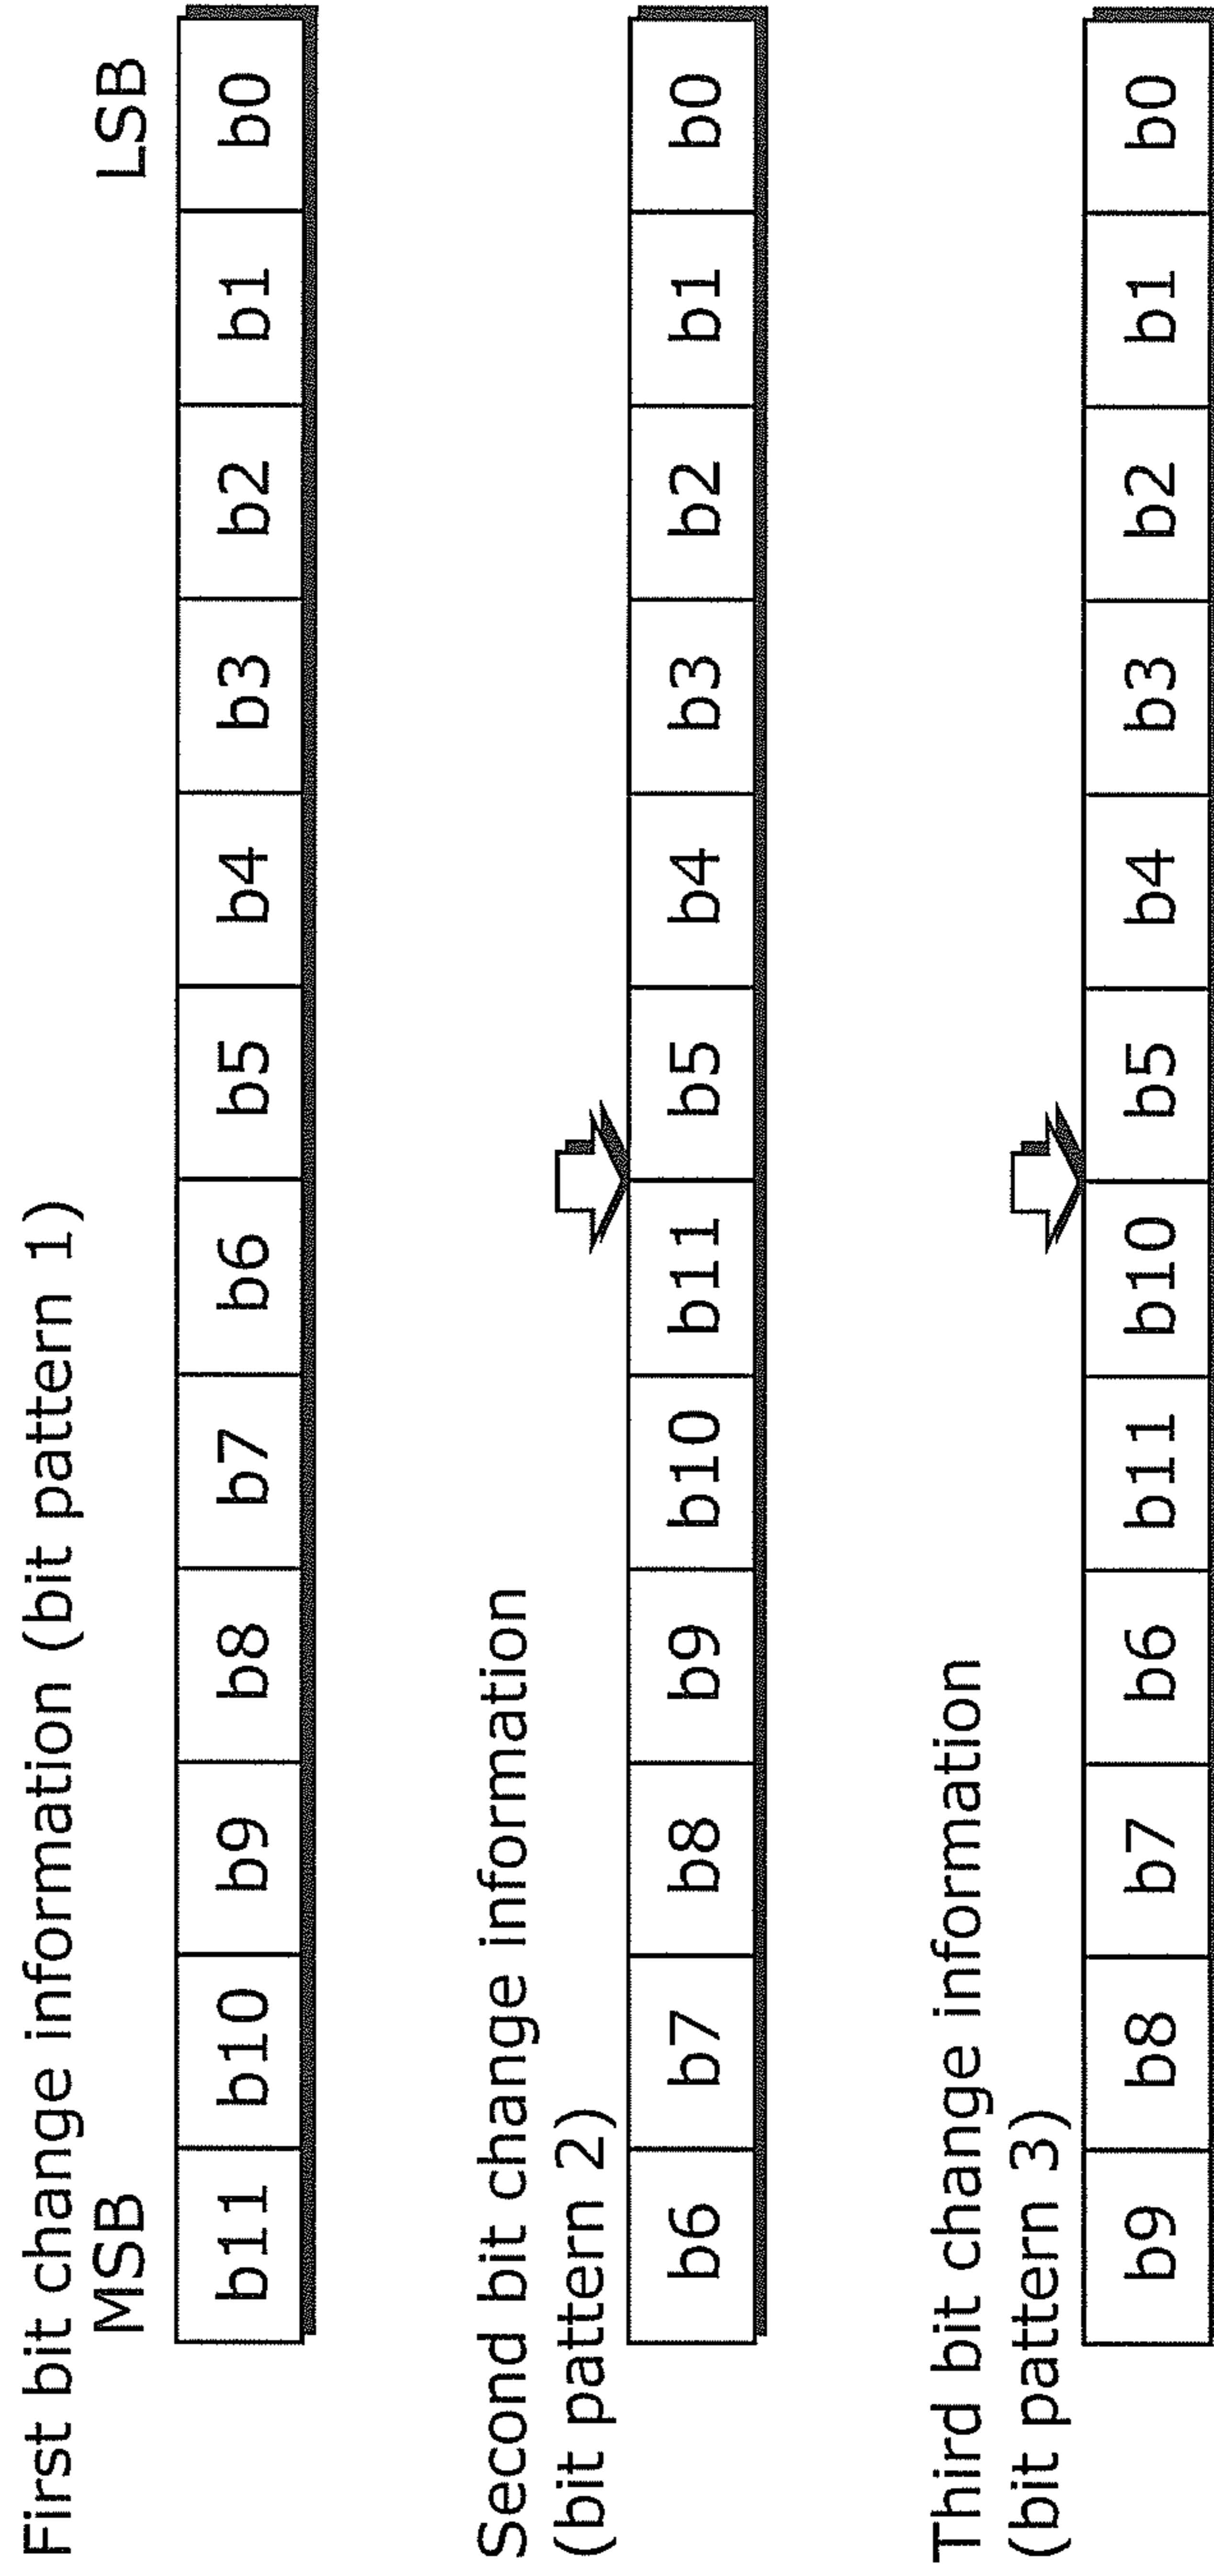 First bit change information (bit pattern 1)
MSB LSB
b11 b10 b9 b8 b7 b6 b5 b4 b3 b2 b1 b0
Second bit change information
(bit pattern 2)
b6 b7 b8 b9 b10 b11 b5 b4 b3 b2 b1 b0
Third bit change information
(bit pattern 3)
b9 b8 b7 b6 b11 b10 b5 b4 b3 b2 b1 b0